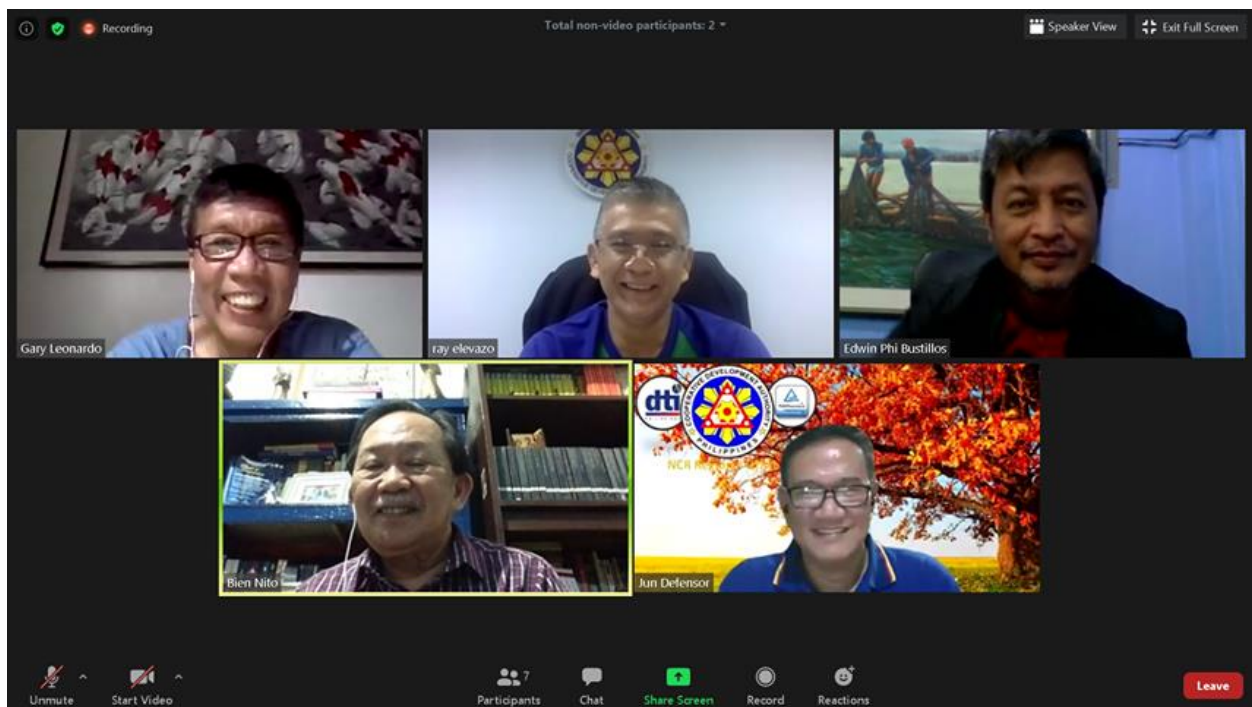 Recording
Total non-video participants: 2
Speaker View
Exit Full Screen
Gary Leonardo
ray elevazo
Edwin Phi Bustillos
Bien Nito
dti
COOPERATIVE DEVELOPMENT AUTHORITY
PHILIPPINES
NCR
Jun Defensor
Unmute
Start Video
7
Participants
Chat
Share Screen
Record
Reactions
Leave